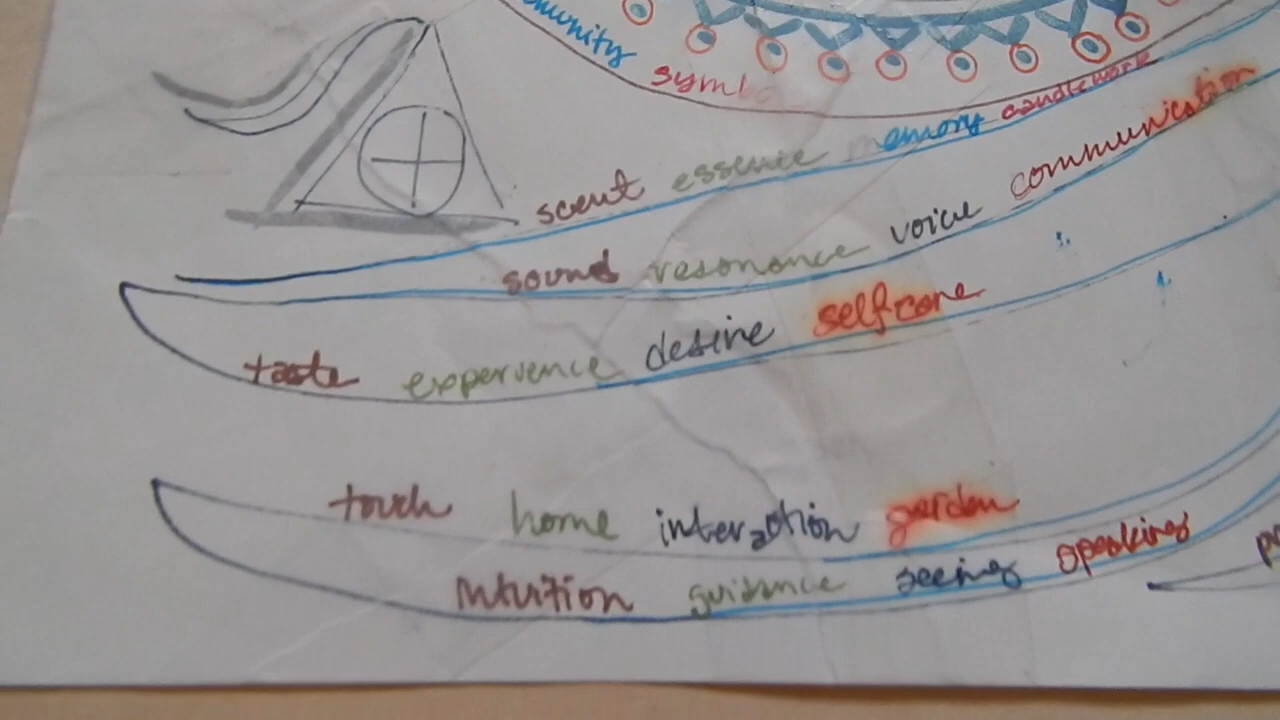 symb
scent essence memory candlework
sound resonance voice communication
taste experience desire selfcare
touch home interaction garden
intuition guidance seeing speaking